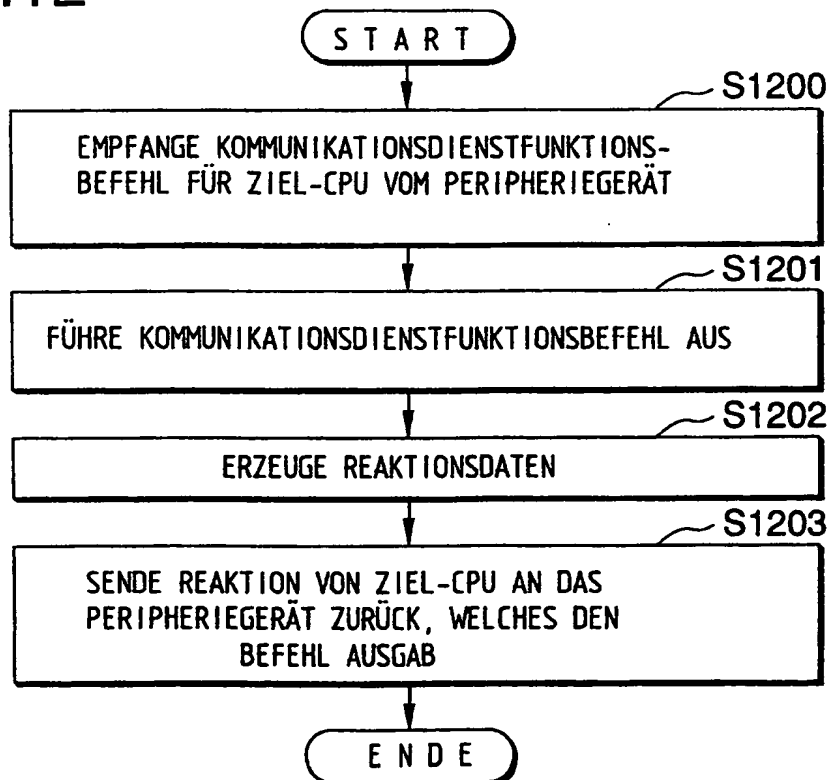 START
S1200
EMPFANGE KOMMUNIKATIONSDIENSTFUNKTIONS-
BEFEHL FÜR ZIEL-CPU VOM PERIPHERIEGERÄT
S1201
FÜHRE KOMMUNIKATIONSDIENSTFUNKTIONSBEFEHL AUS
S1202
ERZEUGE REAKTIONSDATEN
S1203
SENDE REAKTION VON ZIEL-CPU AN DAS
PERIPHERIEGERÄT ZURÜCK, WELCHES DEN
BEFEHL AUSGAB
ENDE